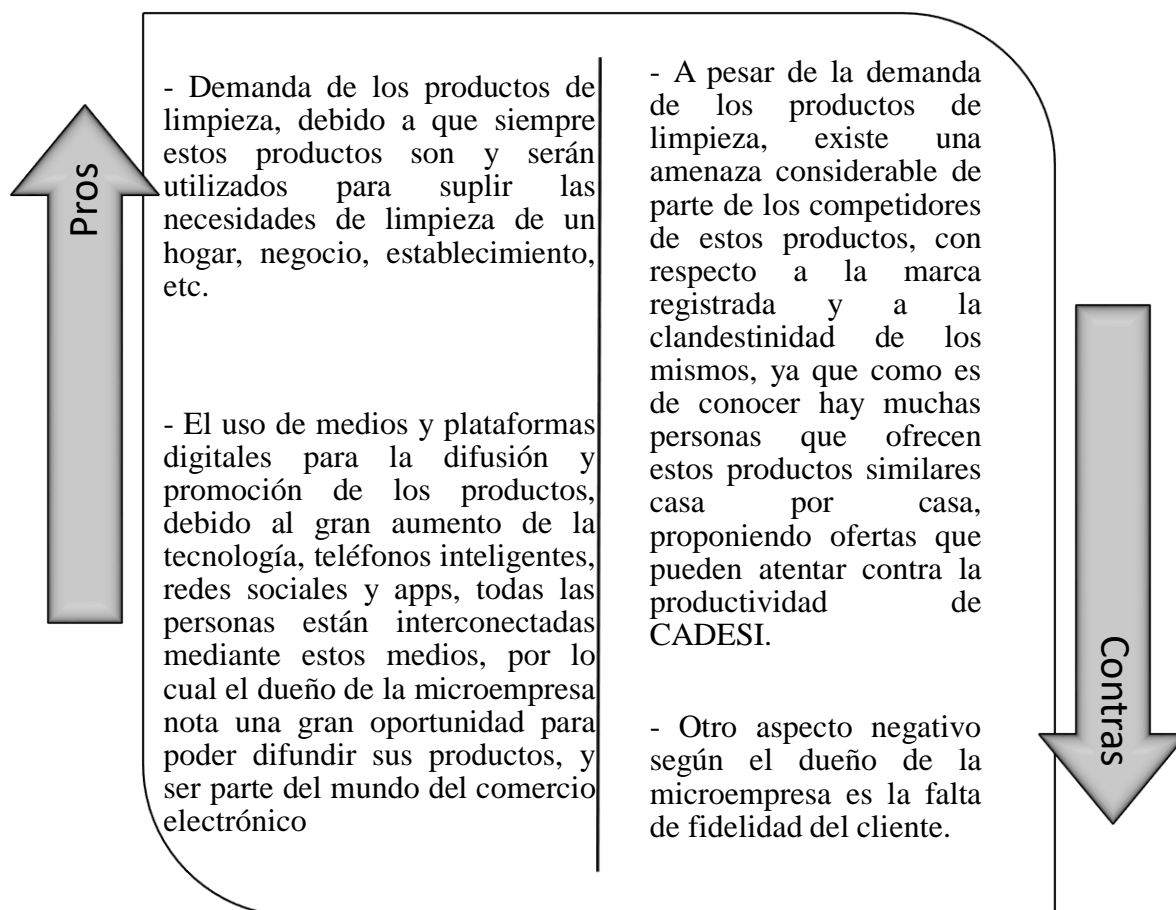 Pros
- Demanda de los productos de
limpieza, debido a que siempre
estos productos son y serán
utilizados para suplir las
necesidades de limpieza de un
hogar, negocio, establecimiento,
etc.
- El uso de medios y plataformas
digitales para la difusión y
promoción de los productos,
debido al gran aumento de la
tecnología, teléfonos inteligentes,
redes sociales y apps, todas las
personas están interconectadas
mediante estos medios, por lo
cual el dueño de la microempresa
nota una gran oportunidad para
poder difundir sus productos, y
ser parte del mundo del comercio
electrónico
- A pesar de la demanda
de los productos de
limpieza, existe una
amenaza considerable de
parte de los competidores
de estos productos, con
respecto a la marca
registrada y a la
clandestinidad de los
mismos, ya que como es
de conocer hay muchas
personas que ofrecen
estos productos similares
casa por casa,
proponiendo ofertas que
pueden atentar contra la
productividad de
CADESI.
- Otro aspecto negativo
según el dueño de la
microempresa es la falta
de fidelidad del cliente.
Contras